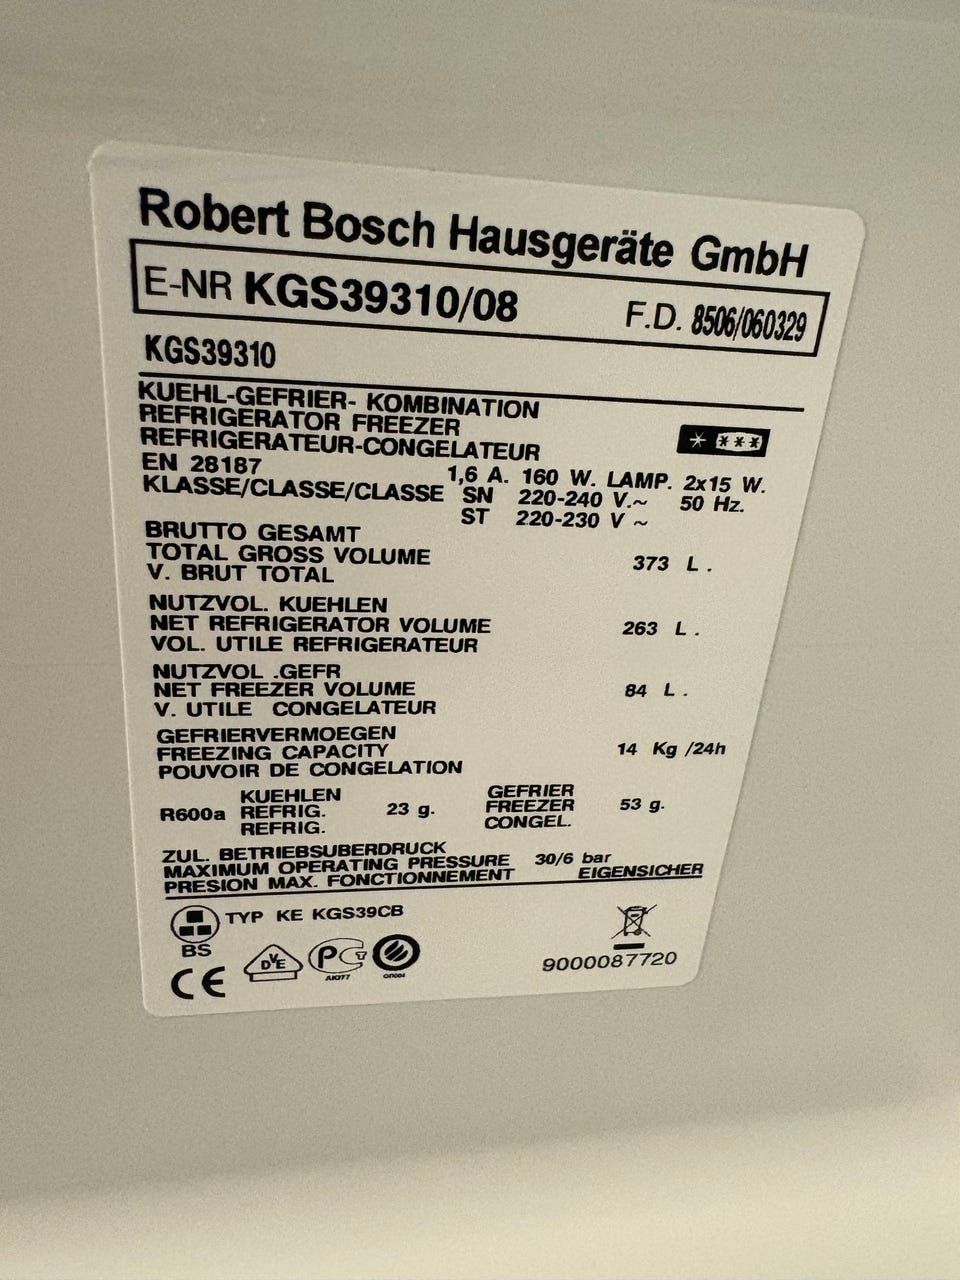 Robert Bosch Hausgeräte GmbH
E-NR KGS39310/08 F.D. 8506/060329
KGS39310
KUEHL-GEFRIER- KOMBINATION
REFRIGERATOR FREEZER
REFRIGERATEUR-CONGELATEUR
EN 28187 1,6 A. 160 W. LAMP. 2x15 W.
KLASSE/CLASSE/CLASSE SN 220-240 V.~ 50 Hz.
ST 220-230 V ~
BRUTTO GESAMT
TOTAL GROSS VOLUME 373 L .
V. BRUT TOTAL
NUTZVOL. KUEHLEN
NET REFRIGERATOR VOLUME 263 L .
VOL. UTILE REFRIGERATEUR
NUTZVOL .GEFR
NET FREEZER VOLUME 84 L .
V. UTILE CONGELATEUR
GEFRIERVERMOEGEN
FREEZING CAPACITY 14 Kg /24h
POUVOIR DE CONGELATION
KUEHLEN GEFRIER
R600a REFRIG. 23 g. FREEZER 53 g.
REFRIG. CONGEL.
ZUL. BETRIEBSUBERDRUCK
MAXIMUM OPERATING PRESSURE 30/6 bar
PRESION MAX. FONCTIONNEMENT EIGENSICHER
TYP KE KGS39CB
BS
CE DVE PCT
9000087720